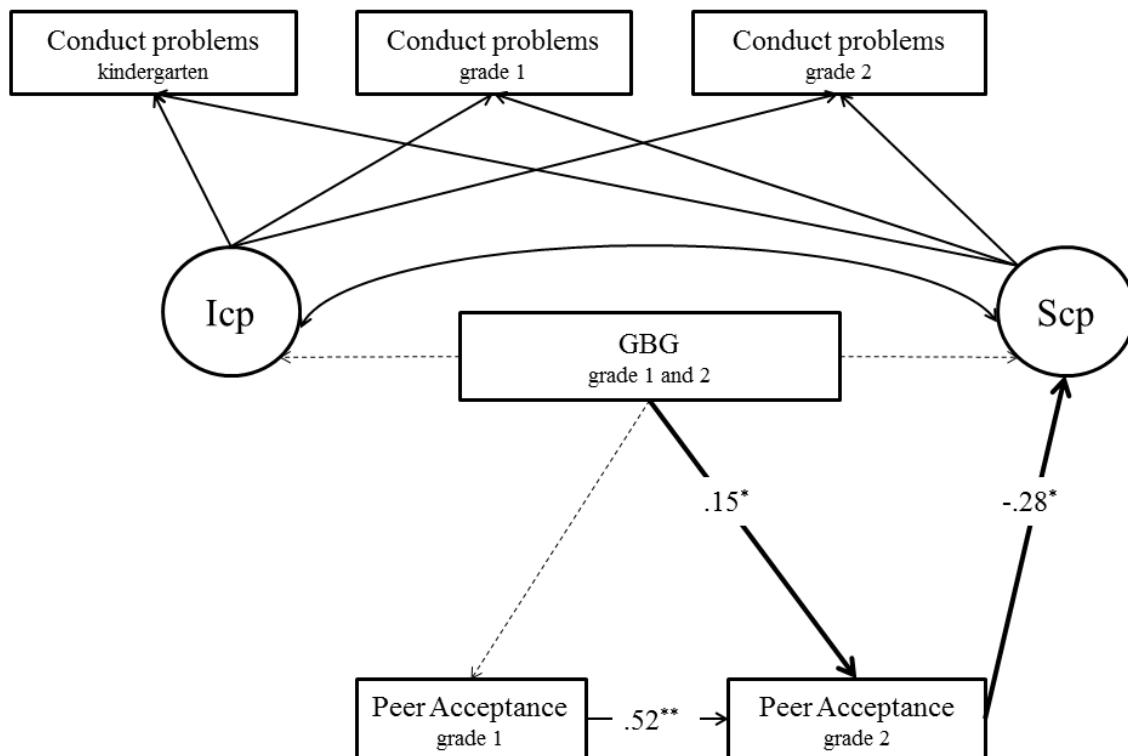 Conduct problems
kindergarten
Conduct problems
grade 1
Conduct problems
grade 2
Icp
Scp
GBG
grade 1 and 2
.15*
-.28*
Peer Acceptance
grade 1
.52**
Peer Acceptance
grade 2